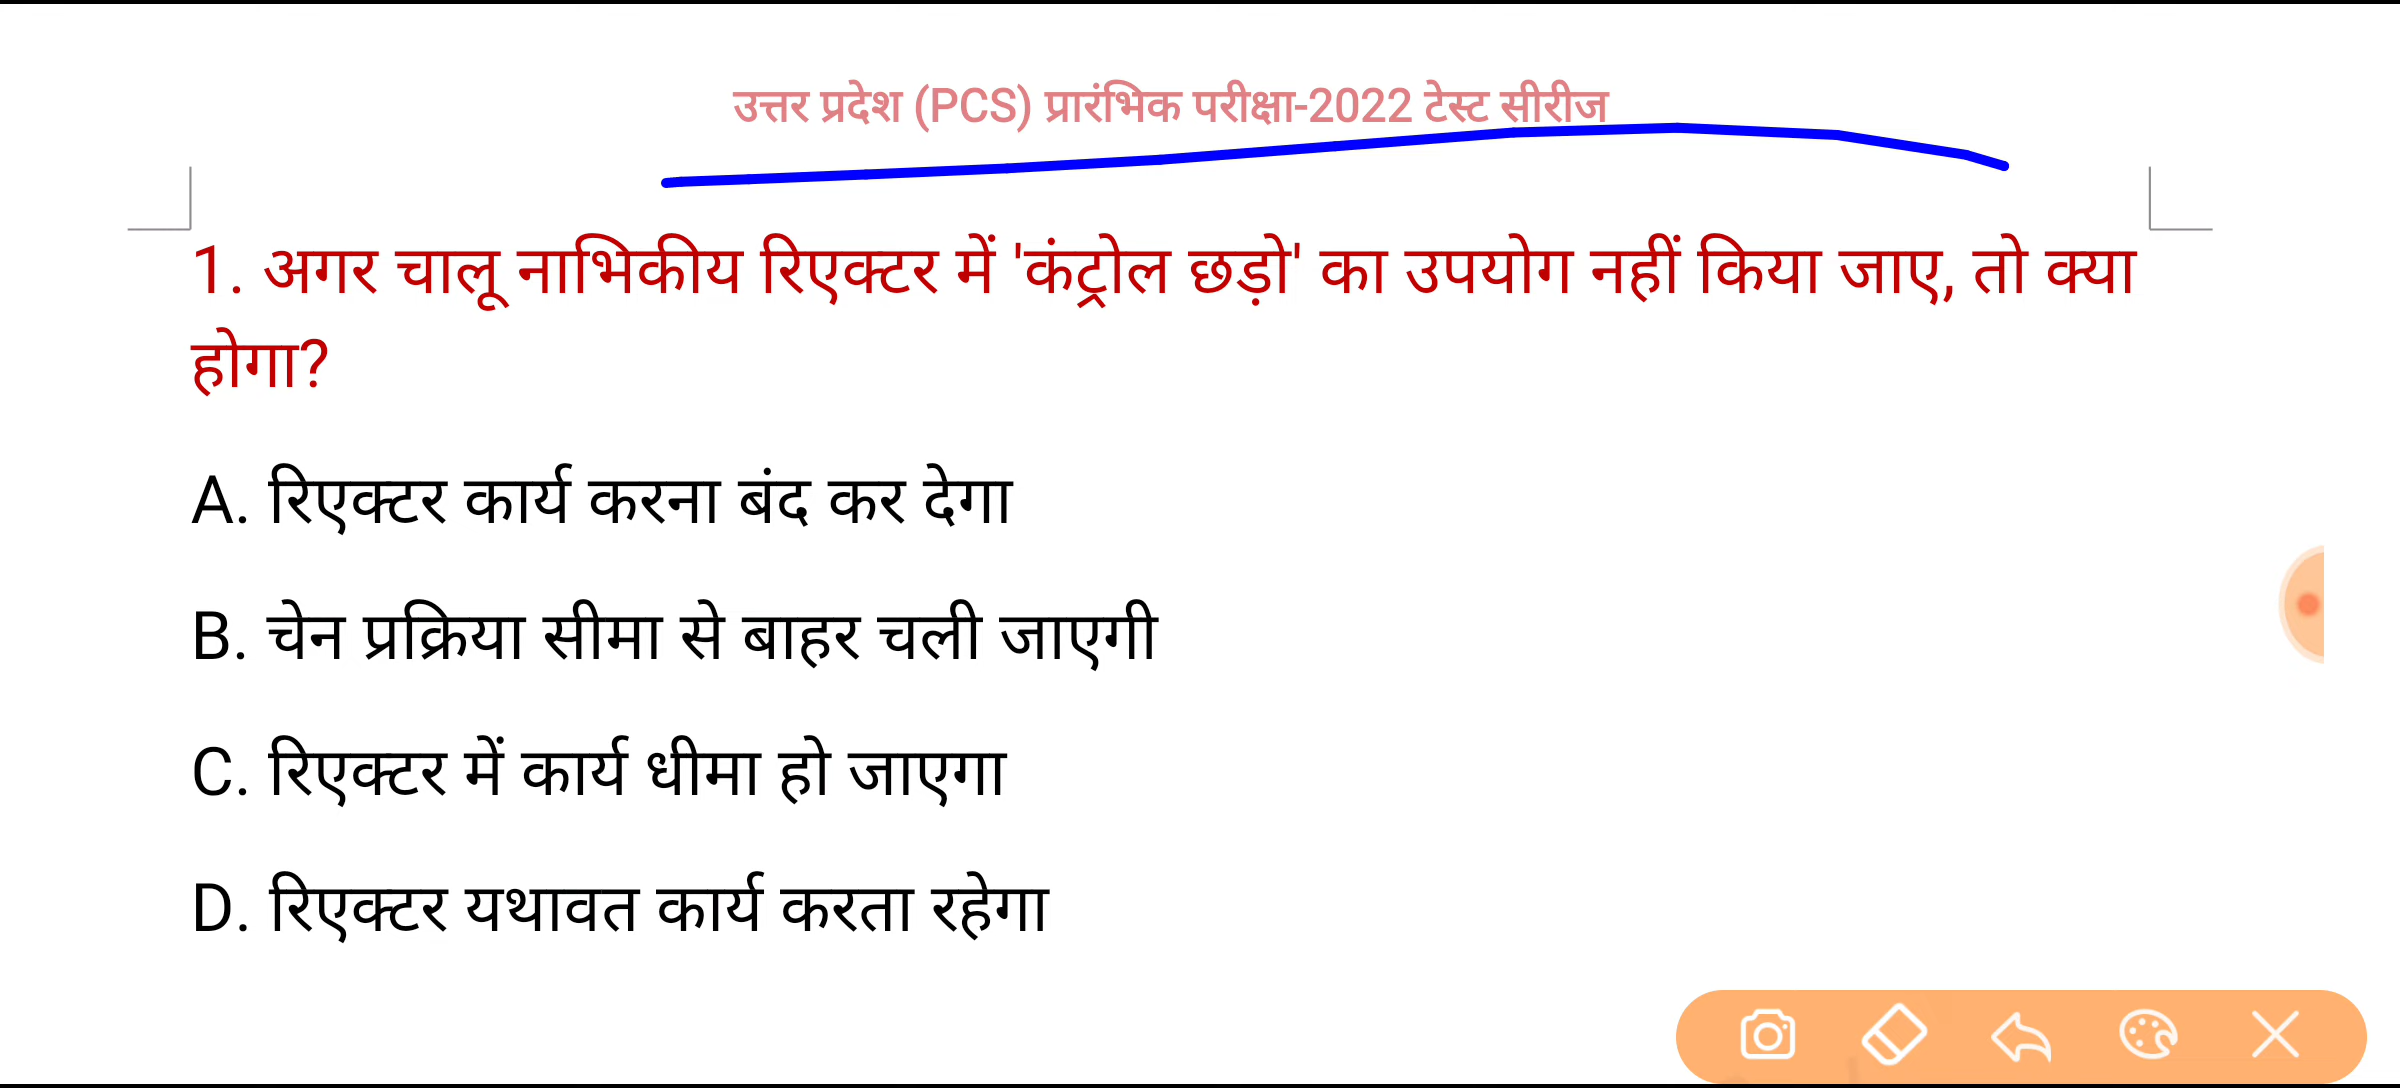 उत्तर प्रदेश (PCS) प्रारंभिक परीक्षा-2022 टेस्ट सीरीज
1. अगर चालू नाभिकीय रिएक्टर में 'कंट्रोल छड़ो' का उपयोग नहीं किया जाए, तो क्या
होगा?
A. रिएक्टर कार्य करना बंद कर देगा
B. चेन प्रक्रिया सीमा से बाहर चली जाएगी
C. रिएक्टर में कार्य धीमा हो जाएगा
D. रिएक्टर यथावत कार्य करता रहेगा